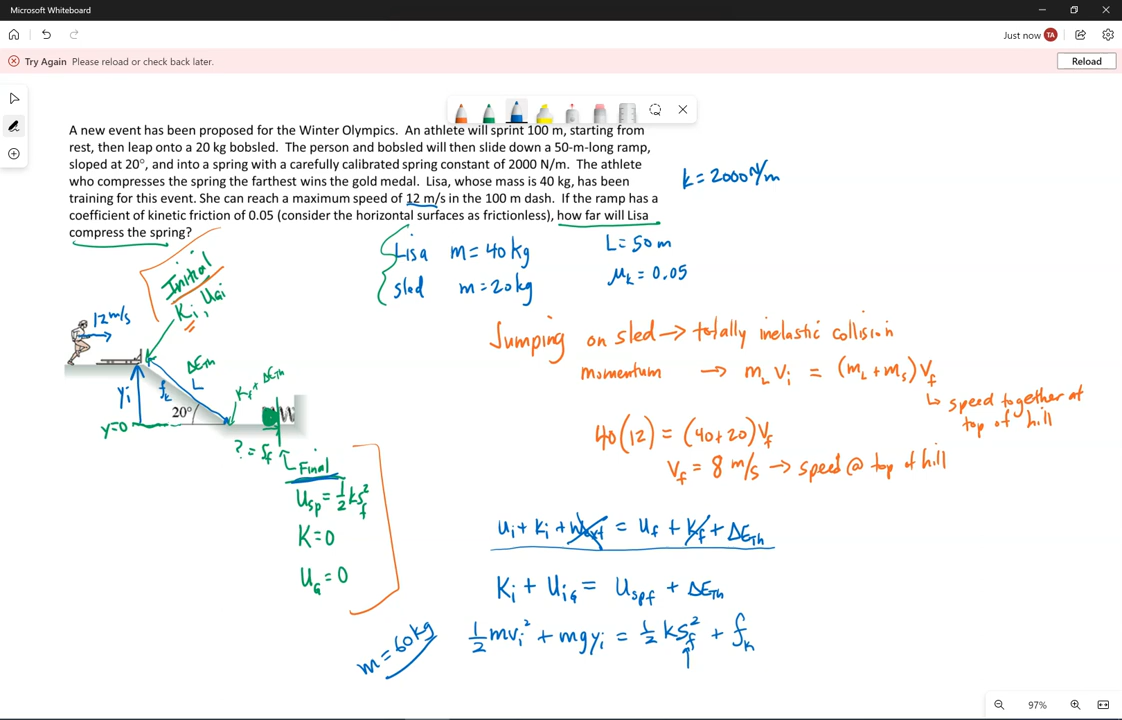 Microsoft Whiteboard
Just now TA
Try Again Please reload or check back later.
Reload
A new event has been proposed for the Winter Olympics. An athlete will sprint 100 m, starting from
rest, then leap onto a 20 kg bobsled. The person and bobsled will then slide down a 50-m-long ramp,
sloped at 20°, and into a spring with a carefully calibrated spring constant of 2000 N/m. The athlete
who compresses the spring the farthest wins the gold medal. Lisa, whose mass is 40 kg, has been
training for this event. She can reach a maximum speed of 12 m/s in the 100 m dash. If the ramp has a
coefficient of kinetic friction of 0.05 (consider the horizontal surfaces as frictionless), how far will Lisa
compress the spring?
k = 2000 N/m
Lisa m = 40 kg
sled m = 20 kg
L = 50 m
μk = 0.05
Initial
Ki, UGi
12 m/s
ΔEth
L
fk
Ki + ΔEth
yi
20°
y=0
? = Sf
Final
Usp = 1/2 k Sf²
K = 0
UG = 0
Jumping on sled → totally inelastic collision
momentum → mL Vi = (mL + ms) Vf
↳ speed together at
top of hill
40(12) = (40+20) Vf
Vf = 8 m/s → speed @ top of hill
Ui + Ki + Wext = Uf + Kf + ΔETh
Ki + UiG = Uspf + ΔETh
1/2 mvi² + mgyi = 1/2 k Sf² + fk
m = 60 kg
97%